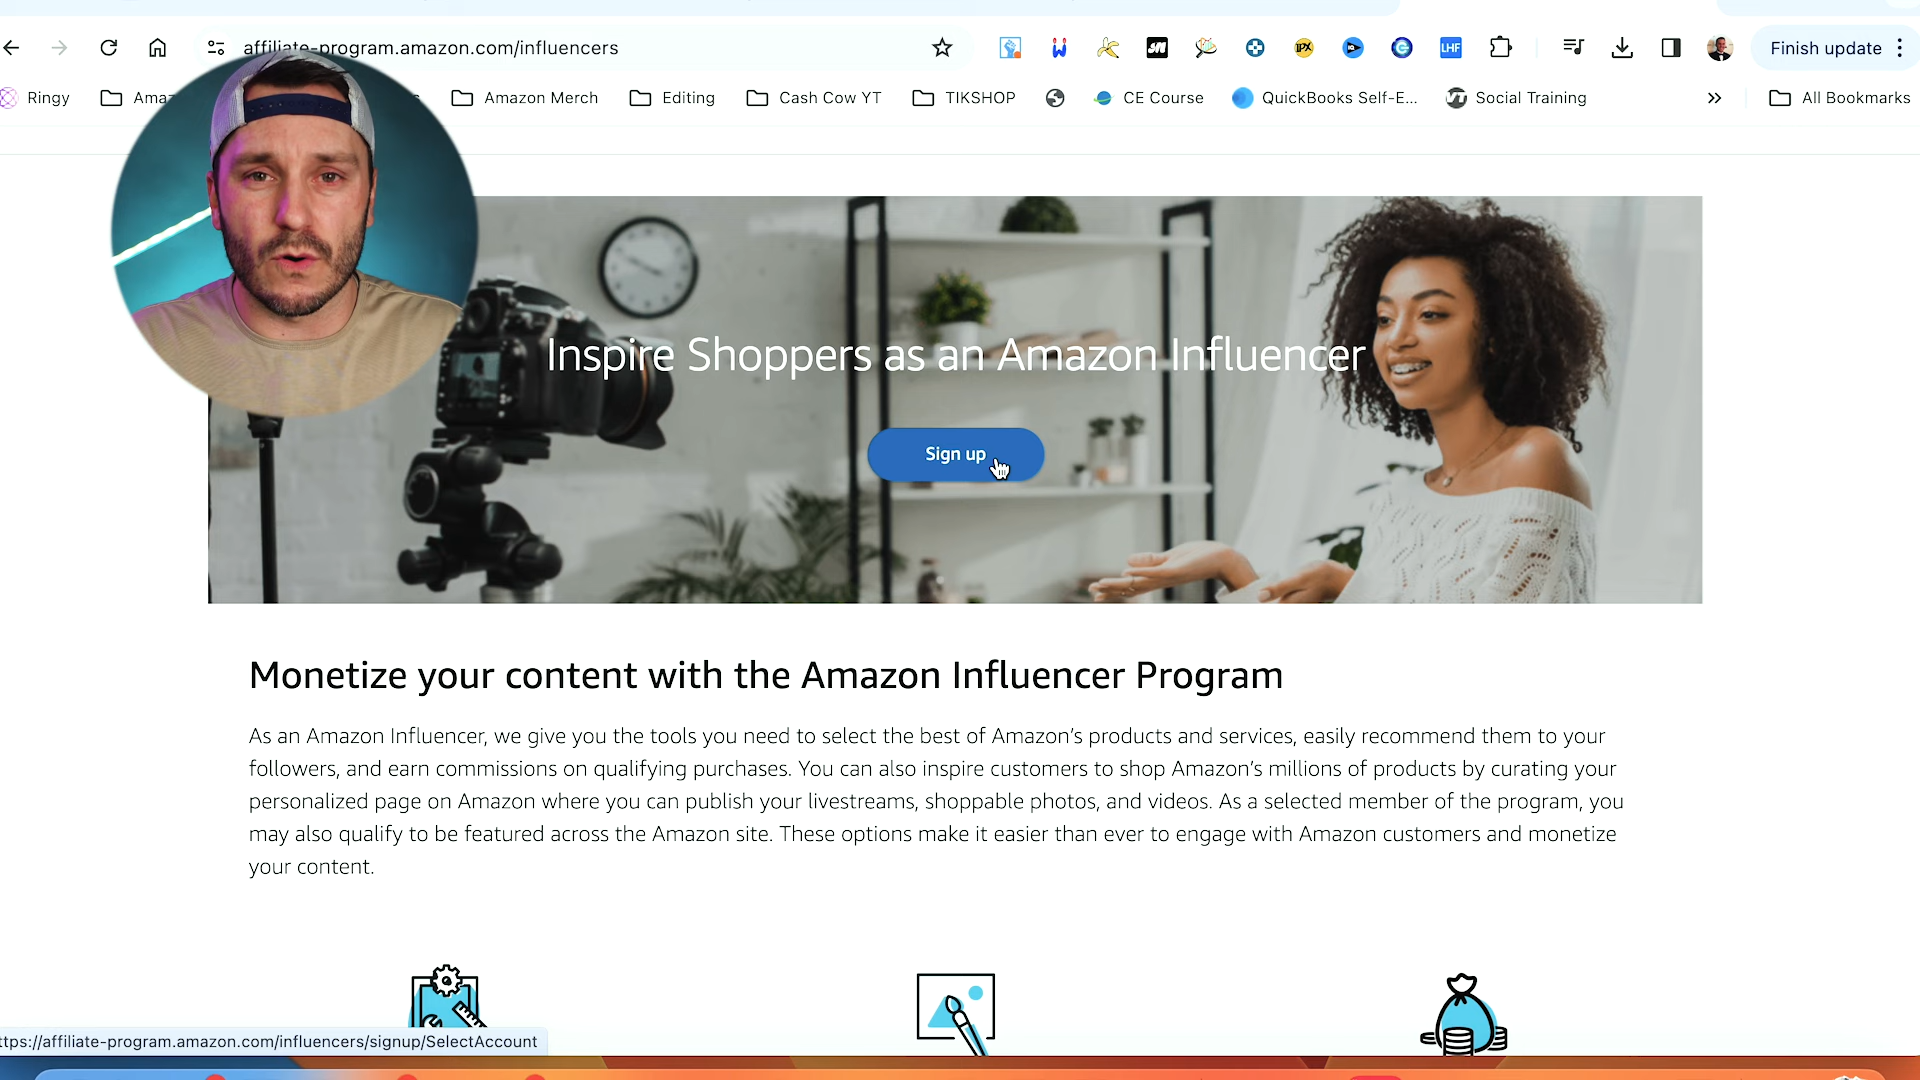 affiliate-program.amazon.com/influencers
LHF
Finish update
Ringy
Amazon Merch
Editing
Cash Cow YT
TIKSHOP
CE Course
QuickBooks Self-E...
Social Training
All Bookmarks
Inspire Shoppers as an Amazon Influencer
Sign up
Monetize your content with the Amazon Influencer Program
As an Amazon Influencer, we give you the tools you need to select the best of Amazon’s products and services, easily recommend them to your
followers, and earn commissions on qualifying purchases. You can also inspire customers to shop Amazon’s millions of products by curating your
personalized page on Amazon where you can publish your livestreams, shoppable photos, and videos. As a selected member of the program, you
may also qualify to be featured across the Amazon site. These options make it easier than ever to engage with Amazon customers and monetize
your content.
ttps://affiliate-program.amazon.com/influencers/signup/SelectAccount